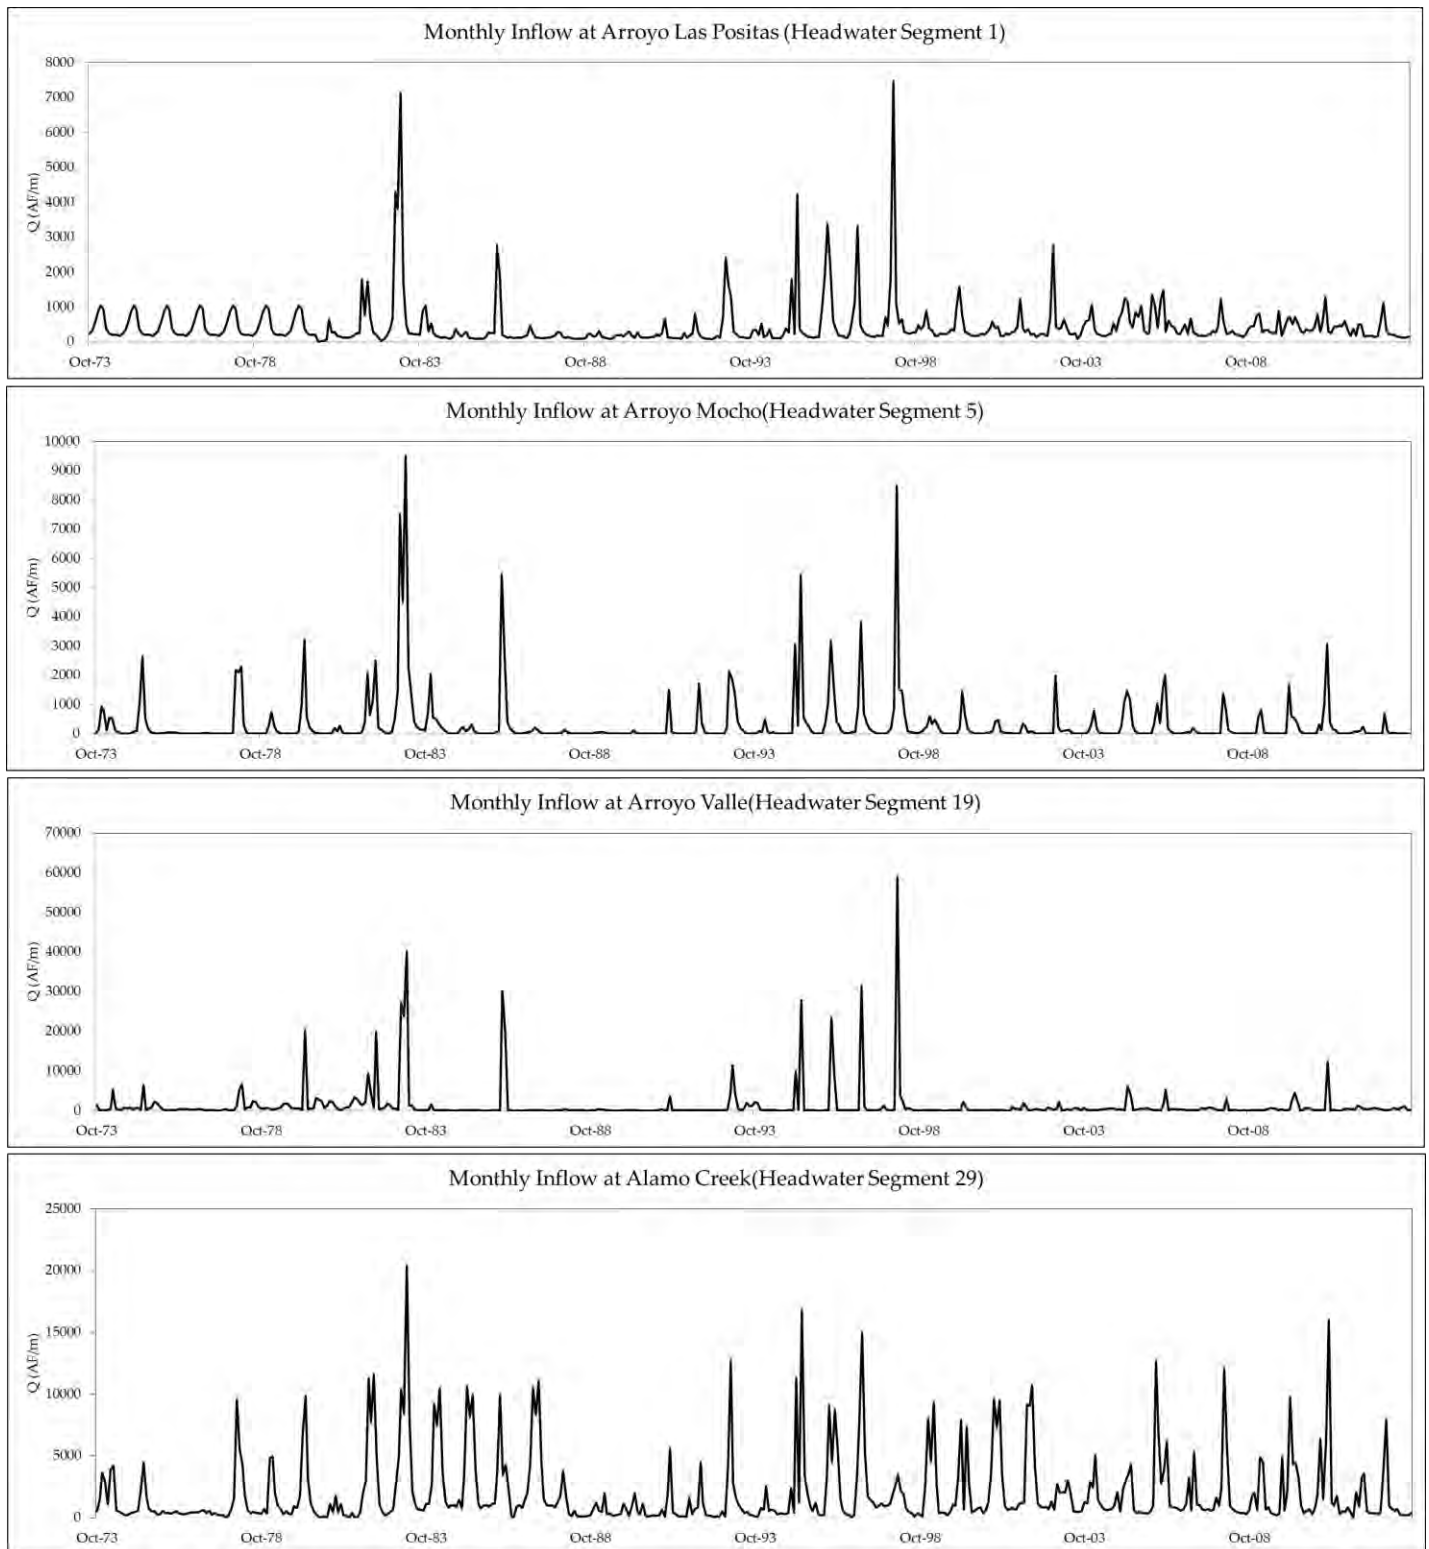 Monthly Inflow at Arroyo Las Positas (Headwater Segment 1)
8000
7000
6000
5000
4000
3000
2000
1000
0
Q (AF/m)
Oct-73 Oct-78 Oct-83 Oct-88 Oct-93 Oct-98 Oct-03 Oct-08
Monthly Inflow at Arroyo Mocho(Headwater Segment 5)
10000
9000
8000
7000
6000
5000
4000
3000
2000
1000
0
Q (AF/m)
Oct-73 Oct-78 Oct-83 Oct-88 Oct-93 Oct-98 Oct-03 Oct-08
Monthly Inflow at Arroyo Valle(Headwater Segment 19)
70000
60000
50000
40000
30000
20000
10000
0
Q (AF/m)
Oct-73 Oct-78 Oct-83 Oct-88 Oct-93 Oct-98 Oct-03 Oct-08
Monthly Inflow at Alamo Creek(Headwater Segment 29)
25000
20000
15000
10000
5000
0
Q (AF/m)
Oct-73 Oct-78 Oct-83 Oct-88 Oct-93 Oct-98 Oct-03 Oct-08